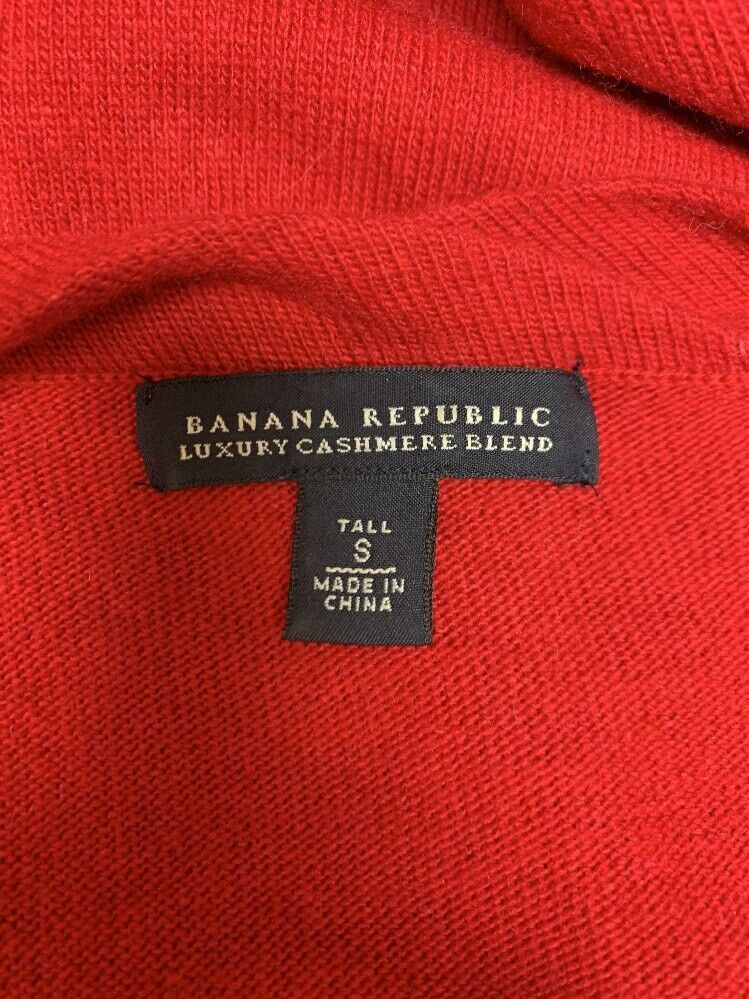 BANANA REPUBLIC
LUXURY CASHMERE BLEND
TALL
S
MADE IN
CHINA